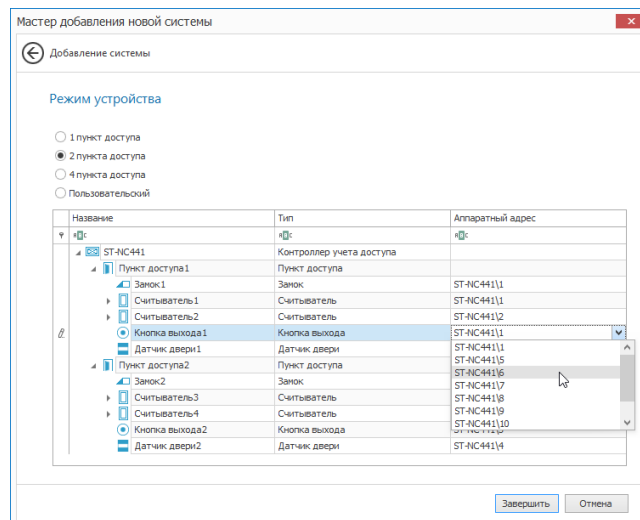 Мастер добавления новой системы
Добавление системы
Режим устройства
1 пункт доступа
2 пункта доступа
4 пункта доступа
Пользовательский
Название Тип Аппаратный адрес
ST-NC441 Контроллер учета доступа
Пункт доступа1 Пункт доступа
Замок1 Замок ST-NC441\1
Считыватель1 Считыватель ST-NC441\1
Считыватель2 Считыватель ST-NC441\2
Кнопка выхода1 Кнопка выхода ST-NC441\1
Датчик двери1 Датчик двери ST-NC441\1
Пункт доступа2 Пункт доступа ST-NC441\5
ST-NC441\6
Замок2 Замок ST-NC441\7
Считыватель3 Считыватель ST-NC441\8
Считыватель4 Считыватель ST-NC441\9
ST-NC441\10
Кнопка выхода2 Кнопка выхода
Датчик двери2 Датчик двери ST-NC441\4
Завершить Отмена